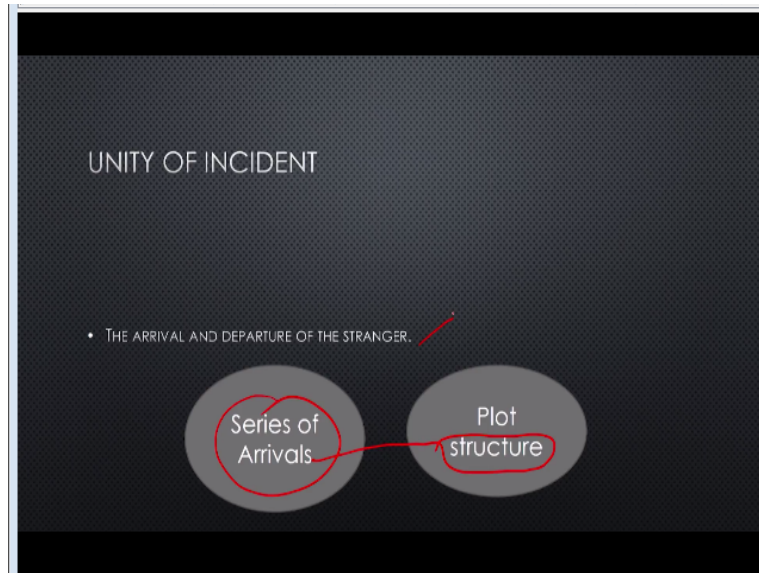 UNITY OF INCIDENT
• THE ARRIVAL AND DEPARTURE OF THE STRANGER.
Series of
Arrivals
Plot
structure